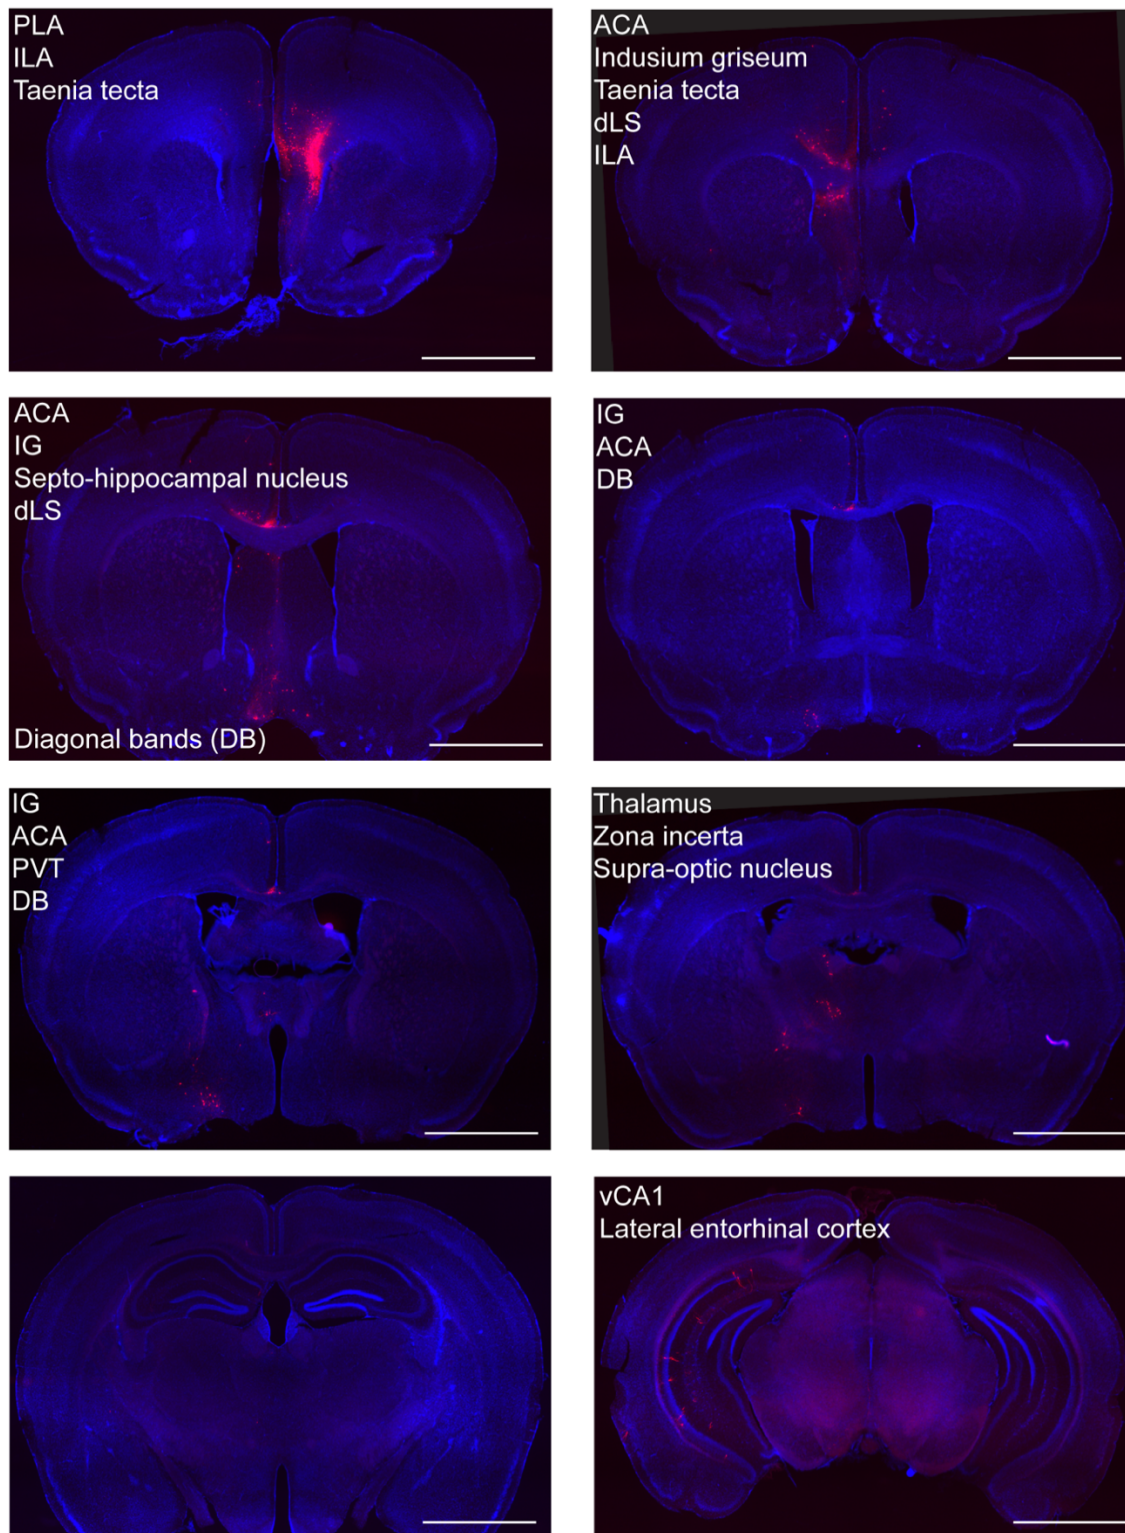 PLA
ILA
Taenia tecta
ACA
Indusium griseum
Taenia tecta
dLS
ILA
ACA
IG
Septo-hippocampal nucleus
dLS
Diagonal bands (DB)
IG
ACA
DB
IG
ACA
PVT
DB
Thalamus
Zona incerta
Supra-optic nucleus
vCA1
Lateral entorhinal cortex